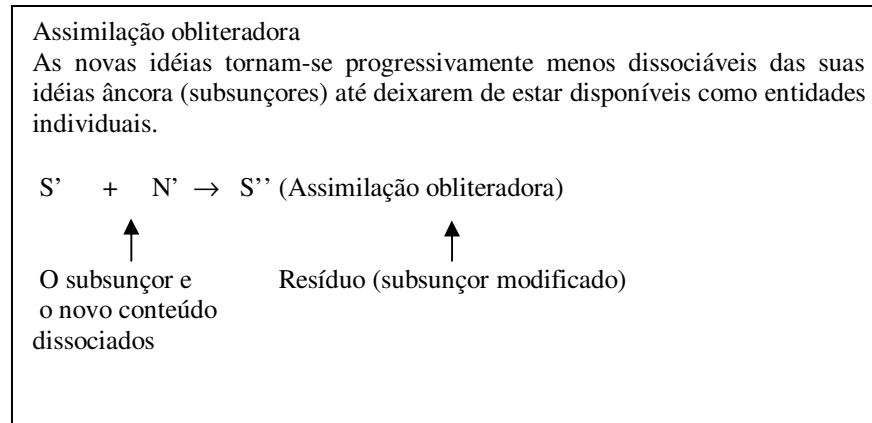 Assimilação obliteradora
As novas idéias tornam-se progressivamente menos dissociáveis das suas
idéias âncora (subsunçores) até deixarem de estar disponíveis como entidades
individuais.
S’ + N’ → S’’ (Assimilação obliteradora)
O subsunçor e Resíduo (subsunçor modificado)
o novo conteúdo
dissociados